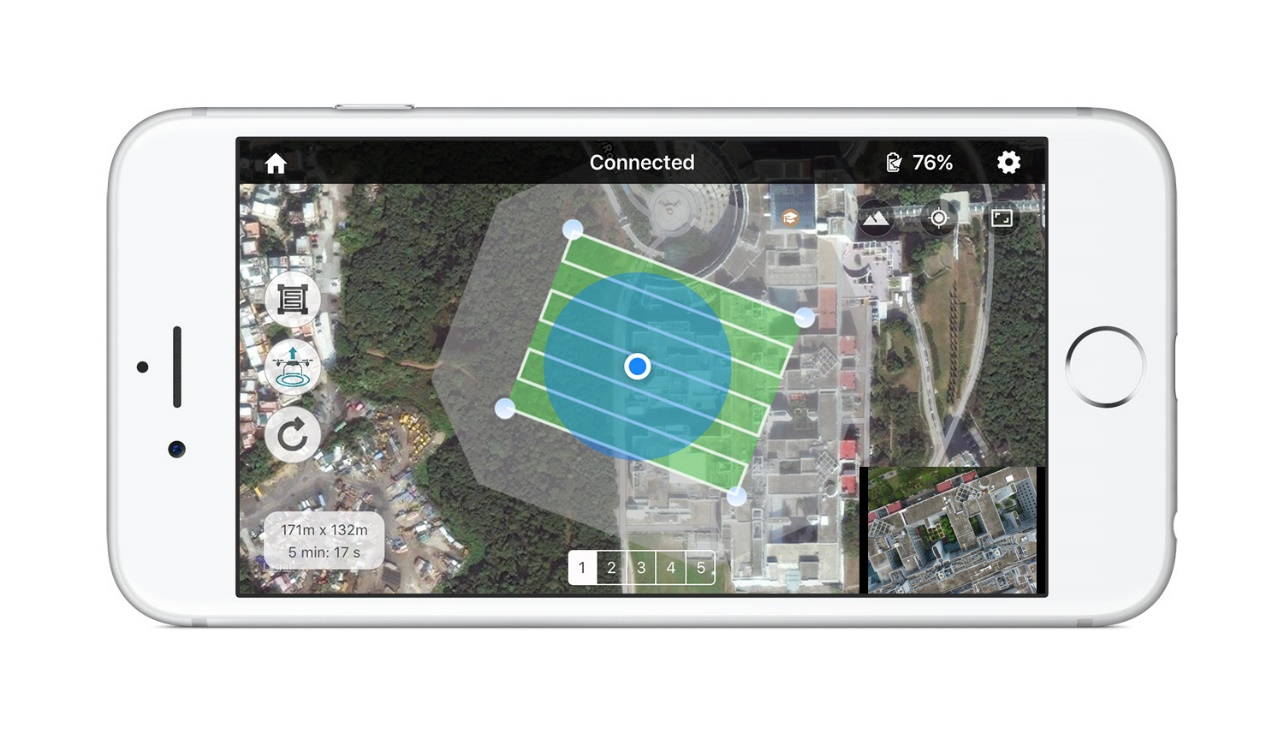 Connected
76%
171m x 132m
5 min: 17 s
1 2 3 4 5